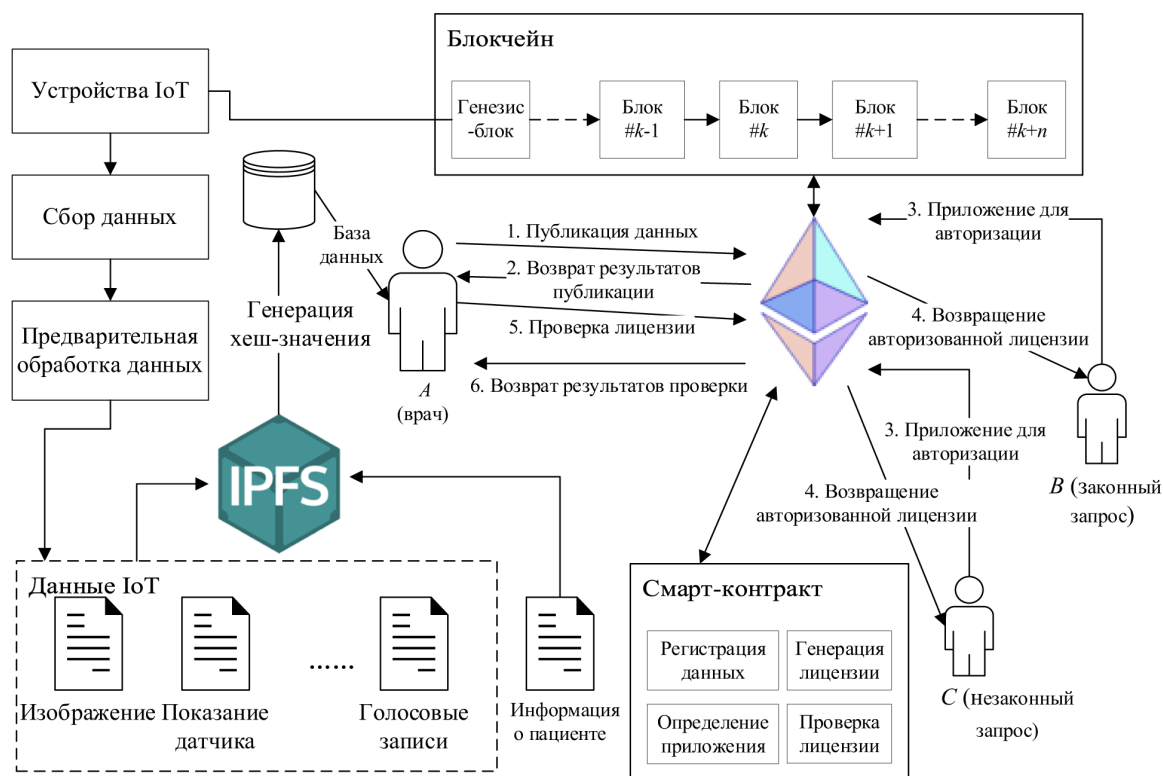 Блокчейн
Устройства IoT
Генезис
-блок
Блок
#k-1
Блок
#k
Блок
#k+1
Блок
#k+n
Сбор данных
База
данных
1. Публикация данных
2. Возврат результатов
публикации
5. Проверка лицензии
6. Возврат результатов проверки
A
(врач)
3. Приложение для
авторизации
4. Возвращение
авторизованной лицензии
B (законный
запрос)
Генерация
хеш-значения
Предварительная
обработка данных
IPFS
3. Приложение для
авторизации
4. Возвращение
авторизованной лицензии
C (незаконный
запрос)
Данные IoT
Изображение
Показание
датчика
......
Голосовые
записи
Информация
о пациенте
Смарт-контракт
Регистрация
данных
Генерация
лицензии
Определение
приложения
Проверка
лицензии